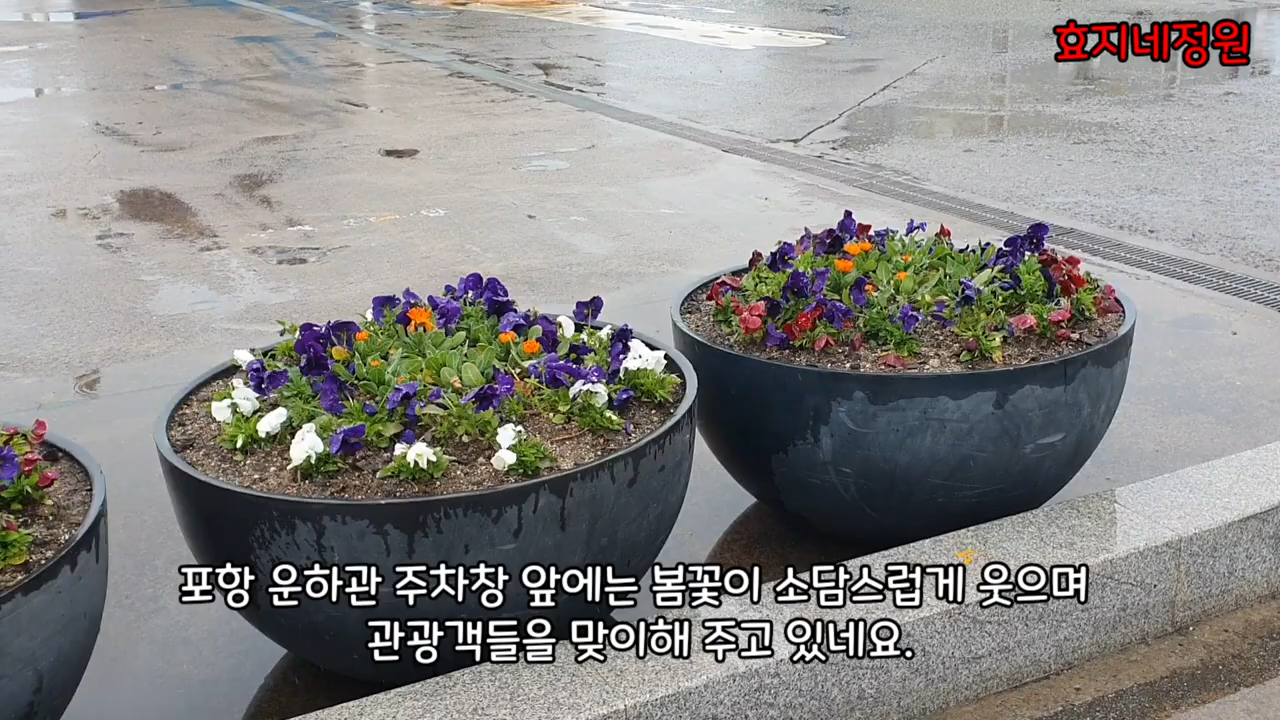 효지네정원
포항 운하관 주차창 앞에는 봄꽃이 소담스럽게 웃으며
관광객들을 맞이해 주고 있네요.